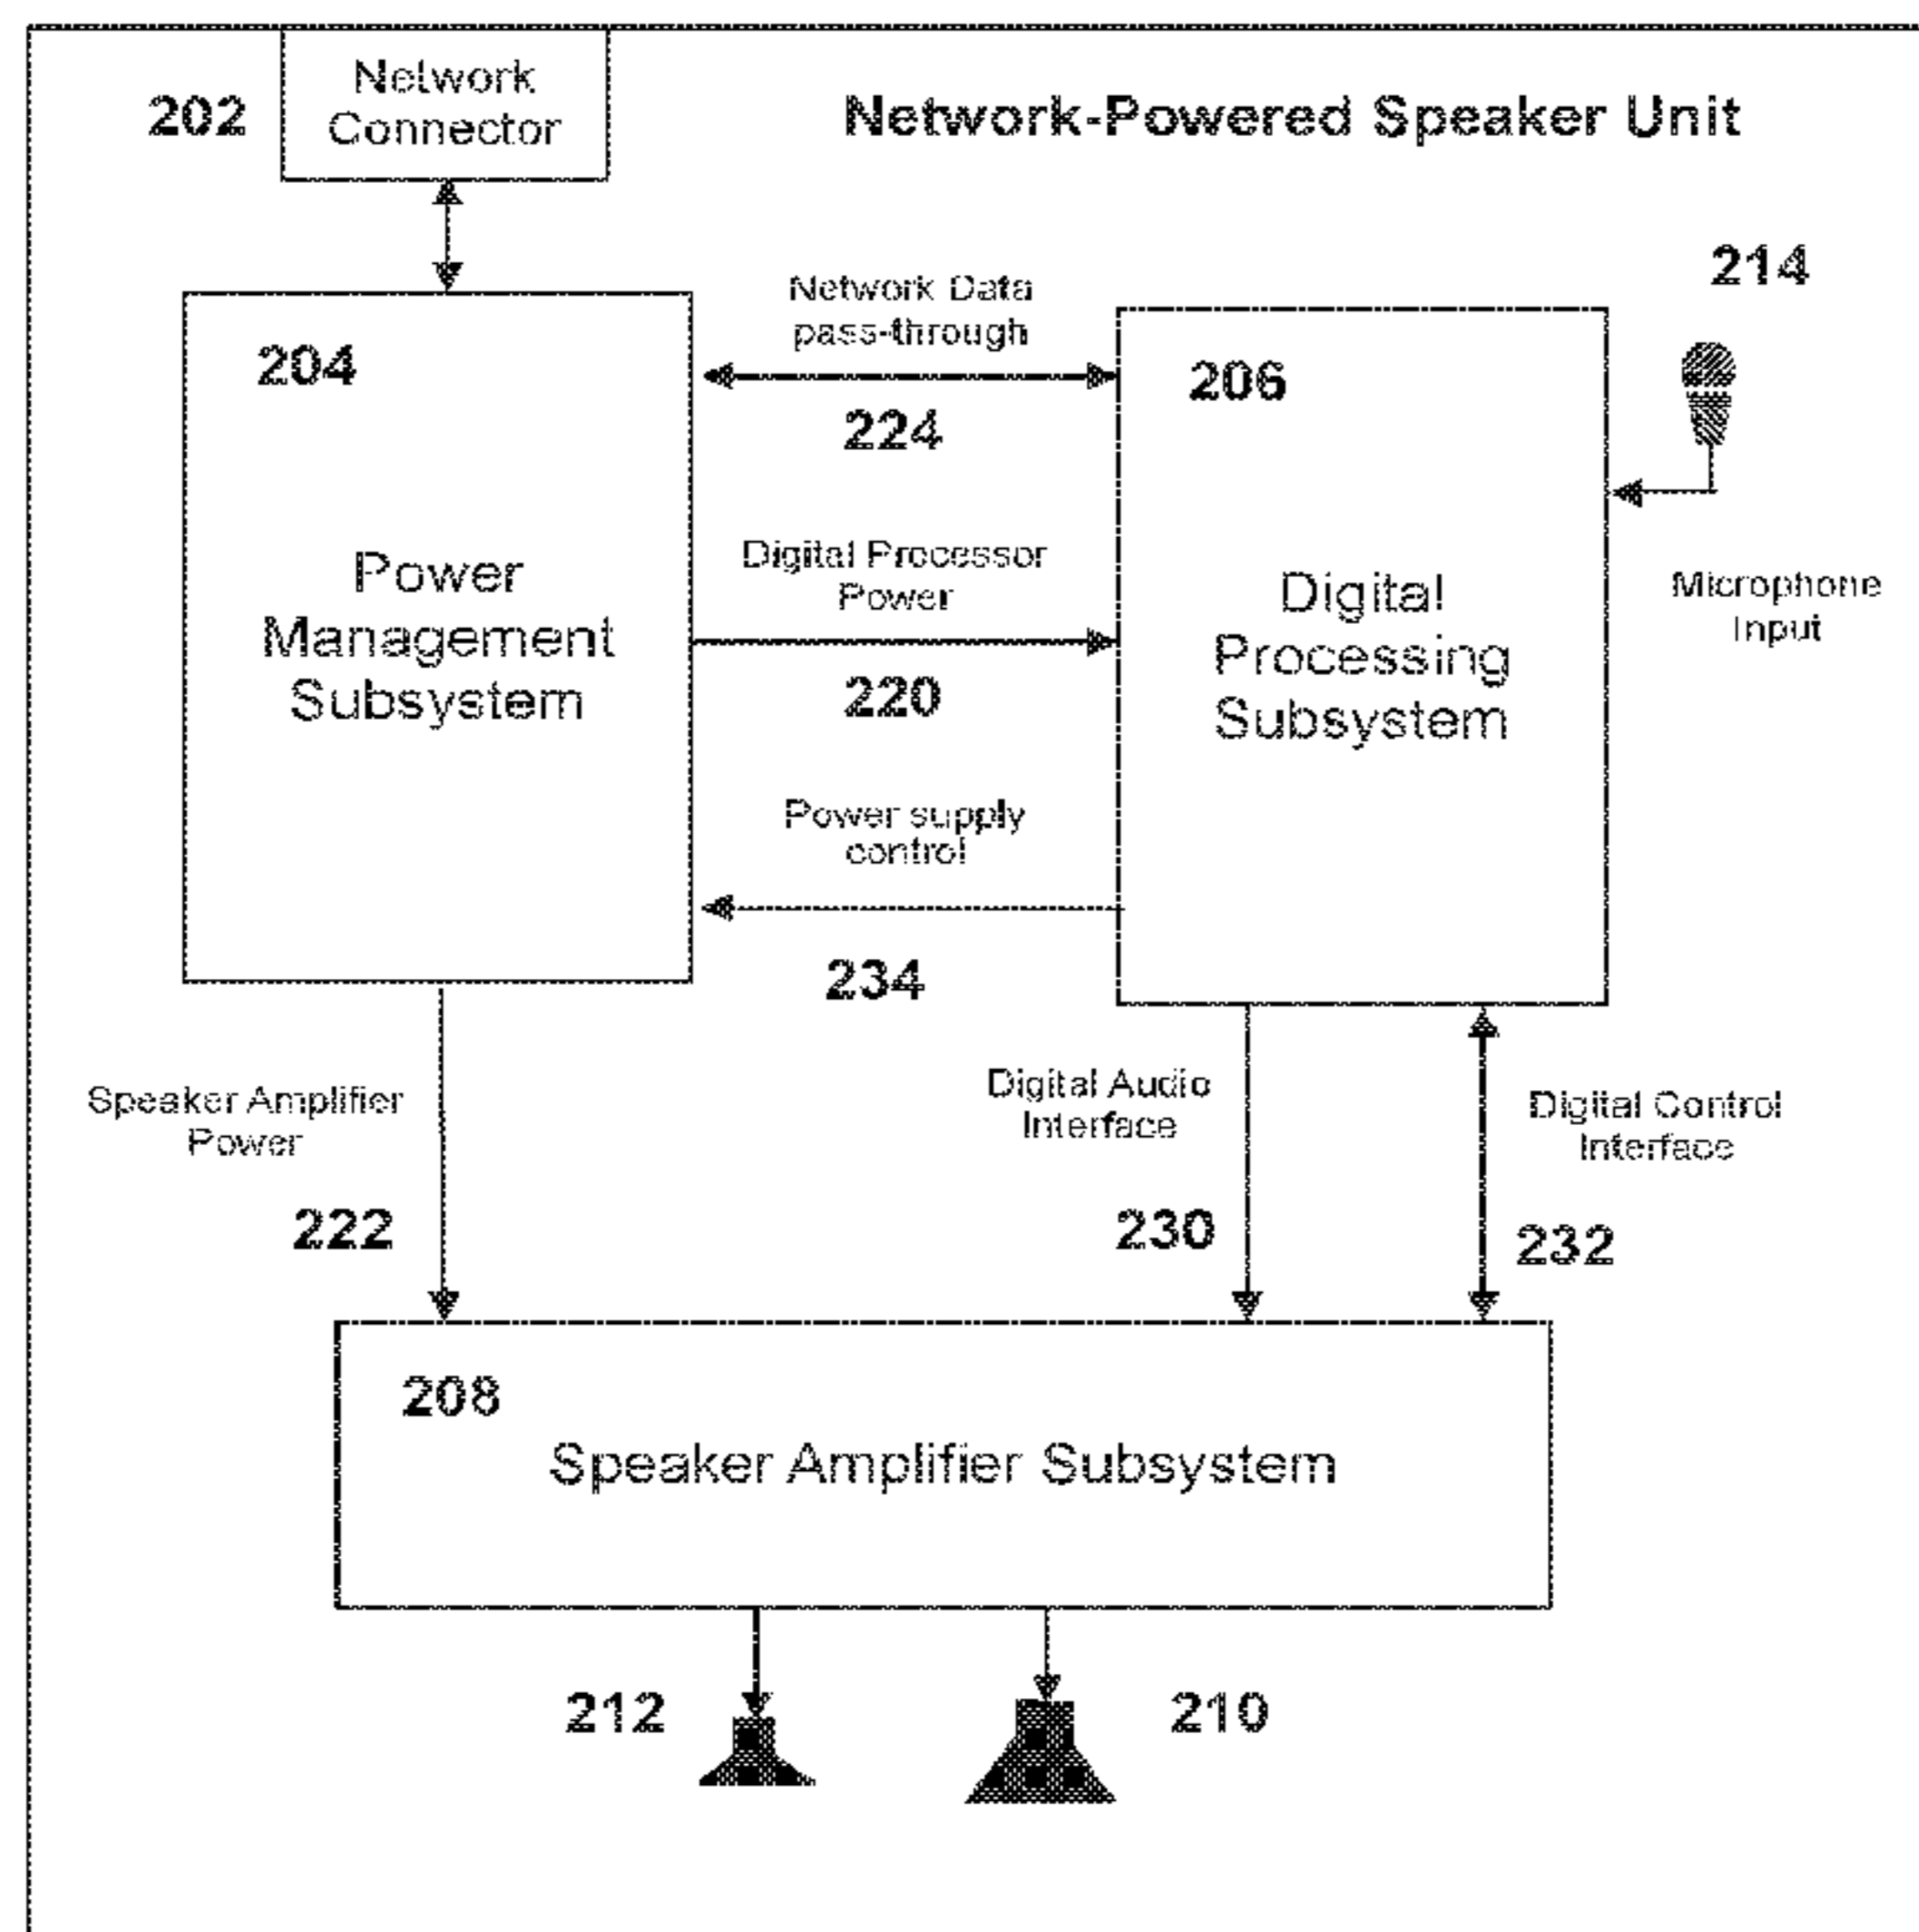 Network
Connector
202
Network-Powered Speaker Unit
214
Network Data
pass-through
204
206
224
Microphone
Input
Digital Processor
Power
Power
Management
Subsystem
Digital
Processing
Subsystem
220
Power supply
control
234
Speaker Amplifier
Power
Digital Audio
Interface
Digital Control
Interface
222
230
232
208
Speaker Amplifier Subsystem
212
210